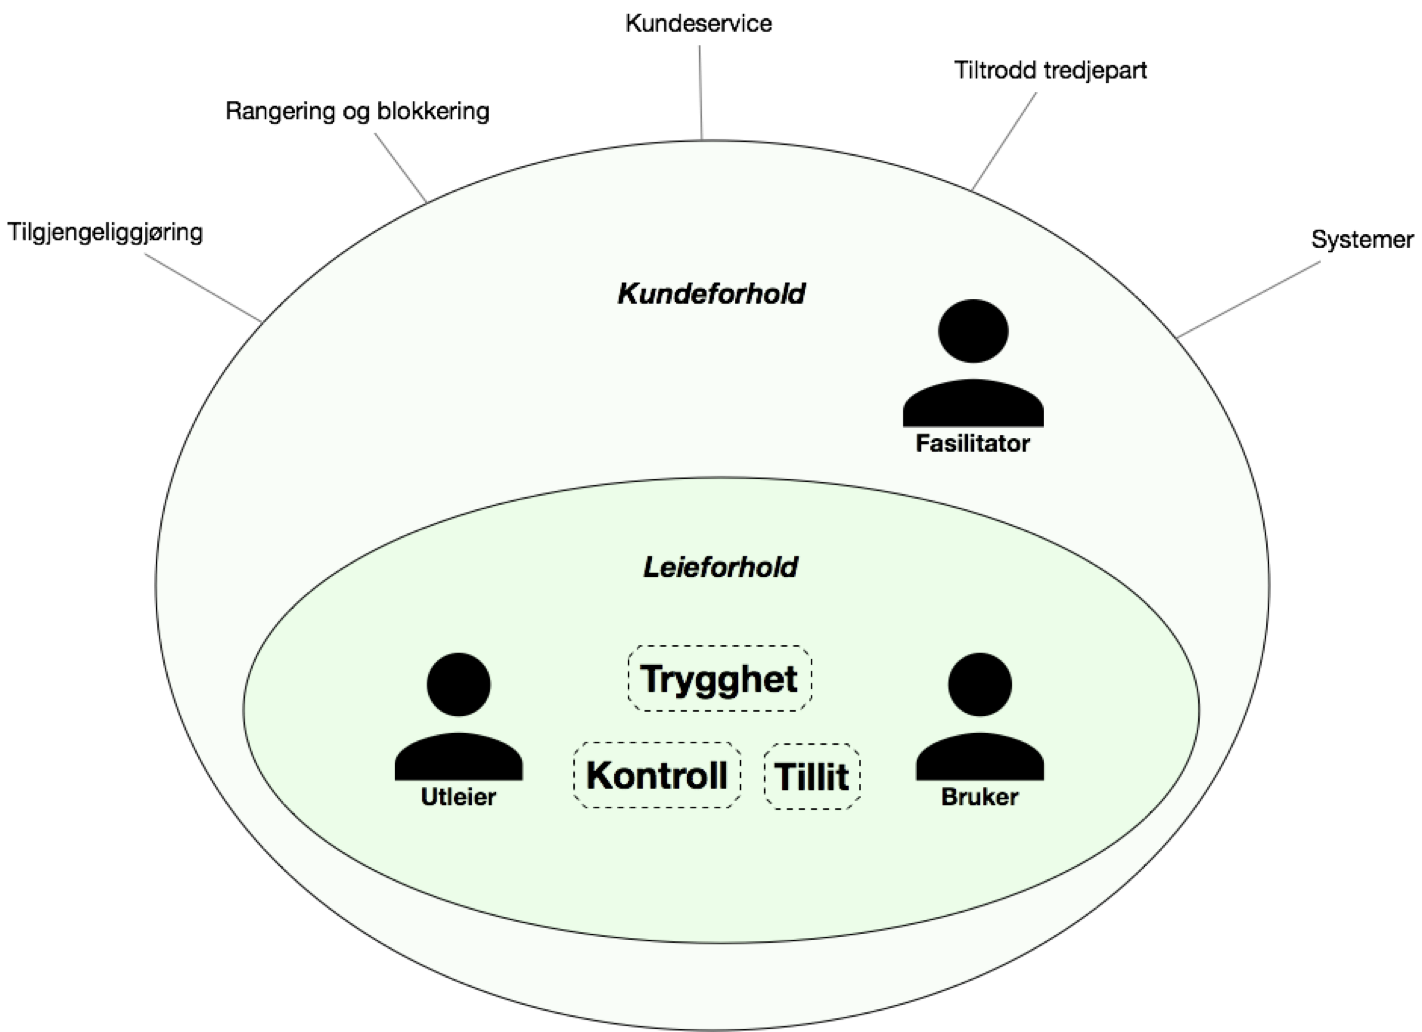 Kundeservice
Tiltrodd tredjepart
Rangering og blokkering
Tilgjengeliggjøring
Systemer
Kundeforhold
Fasilitator
Leieforhold
Trygghet
Kontroll
Tillit
Utleier
Bruker